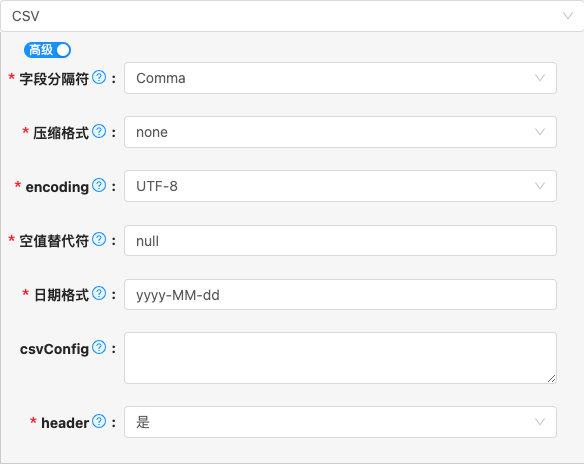 CSV
高级
* 字段分隔符 ? : Comma
* 压缩格式 ? : none
* encoding ? : UTF-8
* 空值替代符 ? : null
* 日期格式 ? : yyyy-MM-dd
csvConfig ? :
* header ? : 是